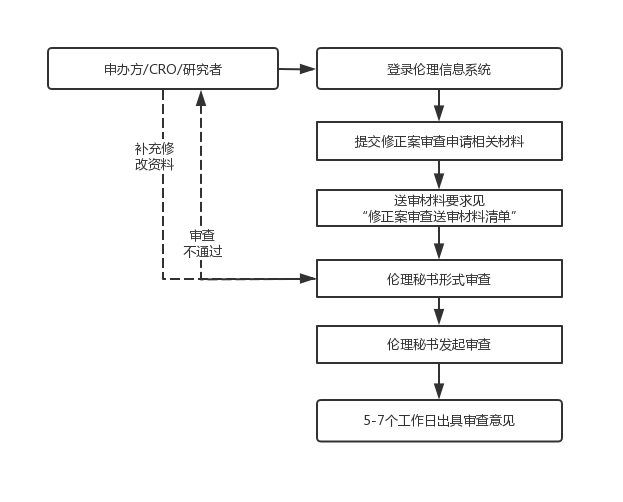 申办方/CRO/研究者
登录伦理信息系统
提交修正案审查申请相关材料
补充修
改资料
送审材料要求见
“修正案审查送审材料清单”
审查
不通过
伦理秘书形式审查
伦理秘书发起审查
5-7个工作日出具审查意见